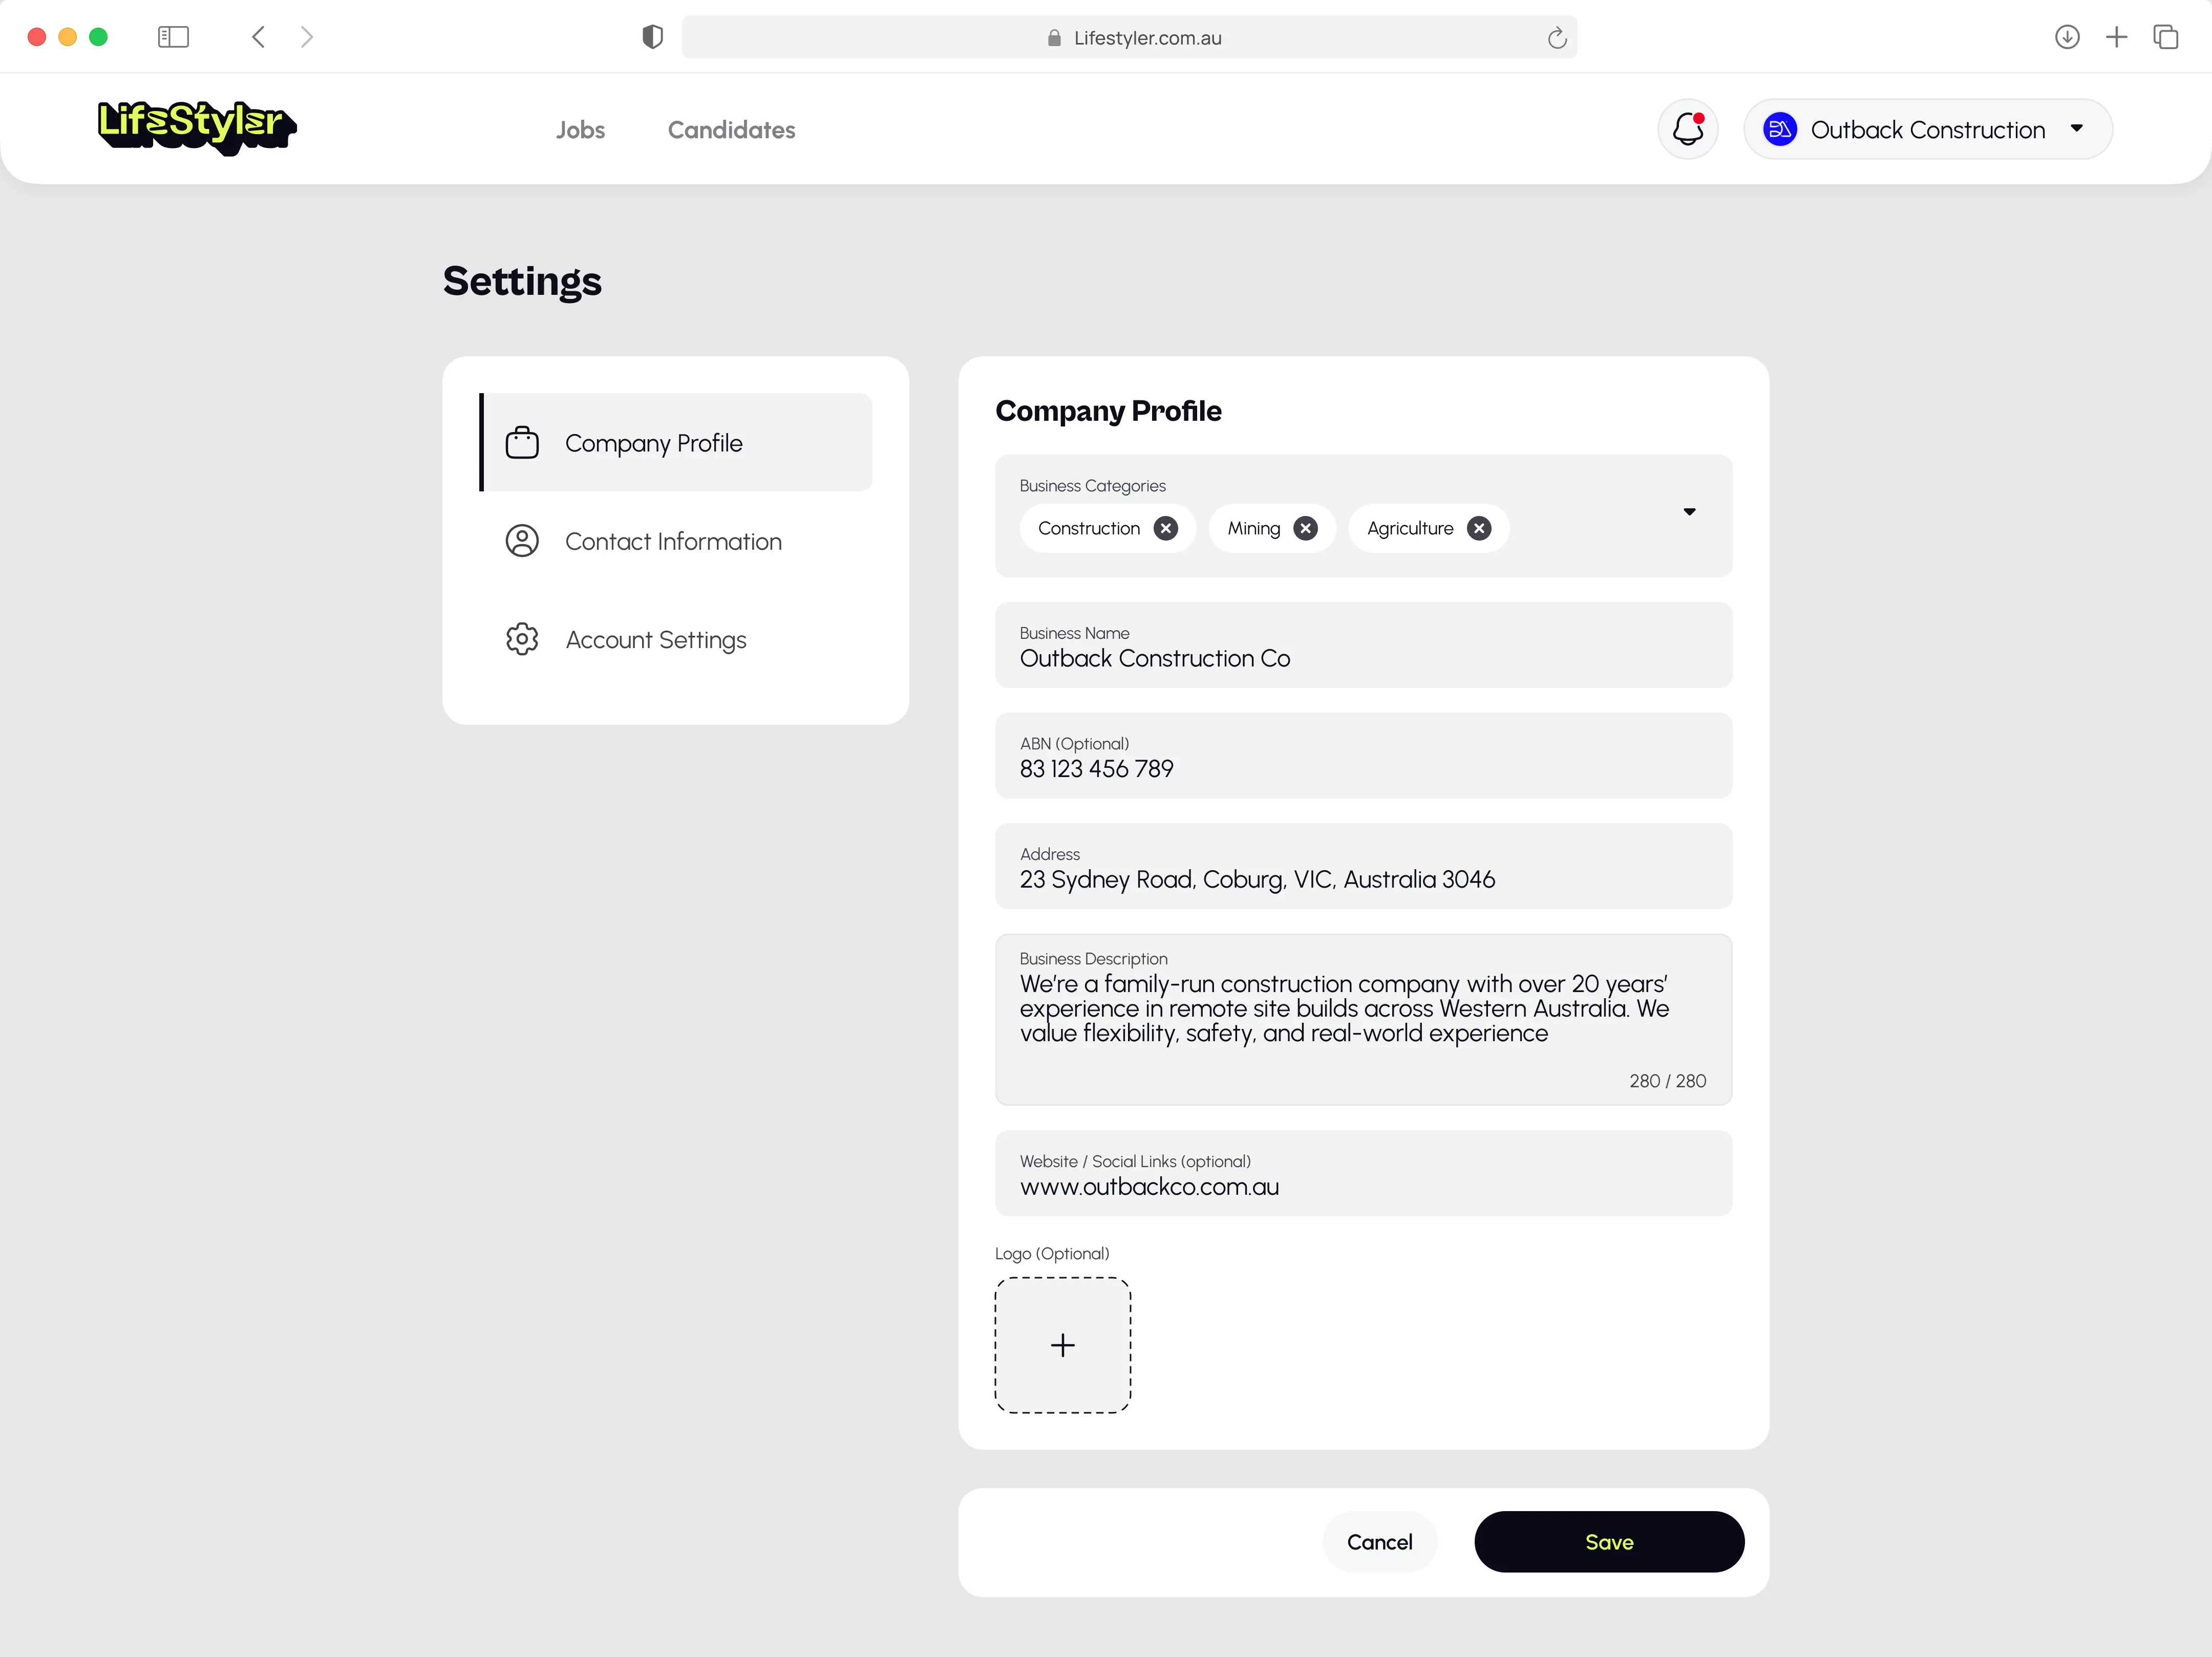 Lifestyler.com.au
LifeStyler
Jobs
Candidates
Outback Construction
Settings
Company Profile
Contact Information
Account Settings
Company Profile
Business Categories
Construction
Mining
Agriculture
Business Name
Outback Construction Co
ABN (Optional)
83 123 456 789
Address
23 Sydney Road, Coburg, VIC, Australia 3046
Business Description
We’re a family-run construction company with over 20 years’
experience in remote site builds across Western Australia. We
value flexibility, safety, and real-world experience
280 / 280
Website / Social Links (optional)
www.outbackco.com.au
Logo (Optional)
Cancel
Save